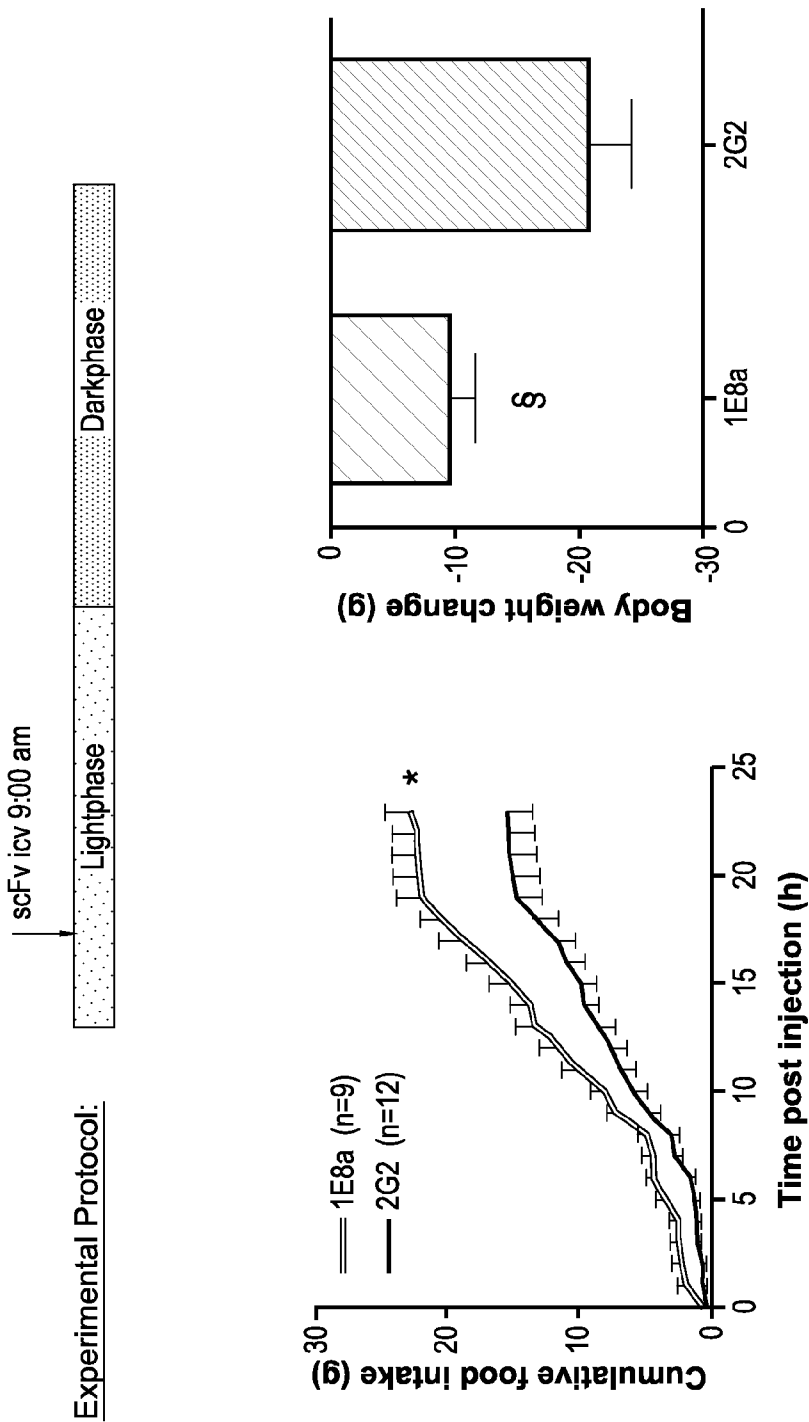 Experimental Protocol:
scFv icv 9:00 am
Lightphase
Darkphase
Cumulative food intake (g)
30
20
10
0
1E8a (n=9)
2G2 (n=12)
*
0
5
10
15
20
25
Time post injection (h)
Body weight change (g)
0
-10
-20
-30
§
0
1E8a
2G2